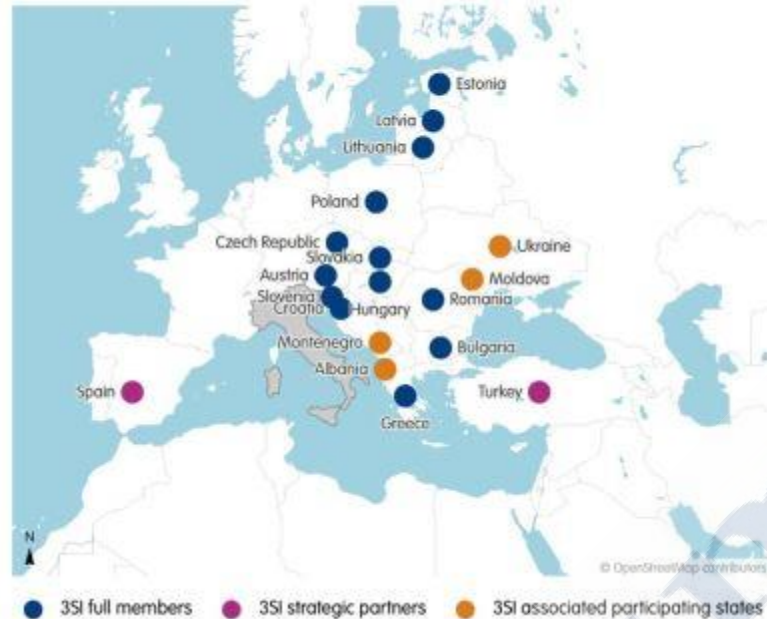 Estonia
Latvia
Lithuania
Poland
Czech Republic
Slovakia
Ukraine
Austria
Moldova
Slovenia
Romania
Croatia
Hungary
Montenegro
Bulgaria
Albania
Spain
Turkey
Greece
N
© OpenStreetMap contributors
3SI full members
3SI strategic partners
3SI associated participating states